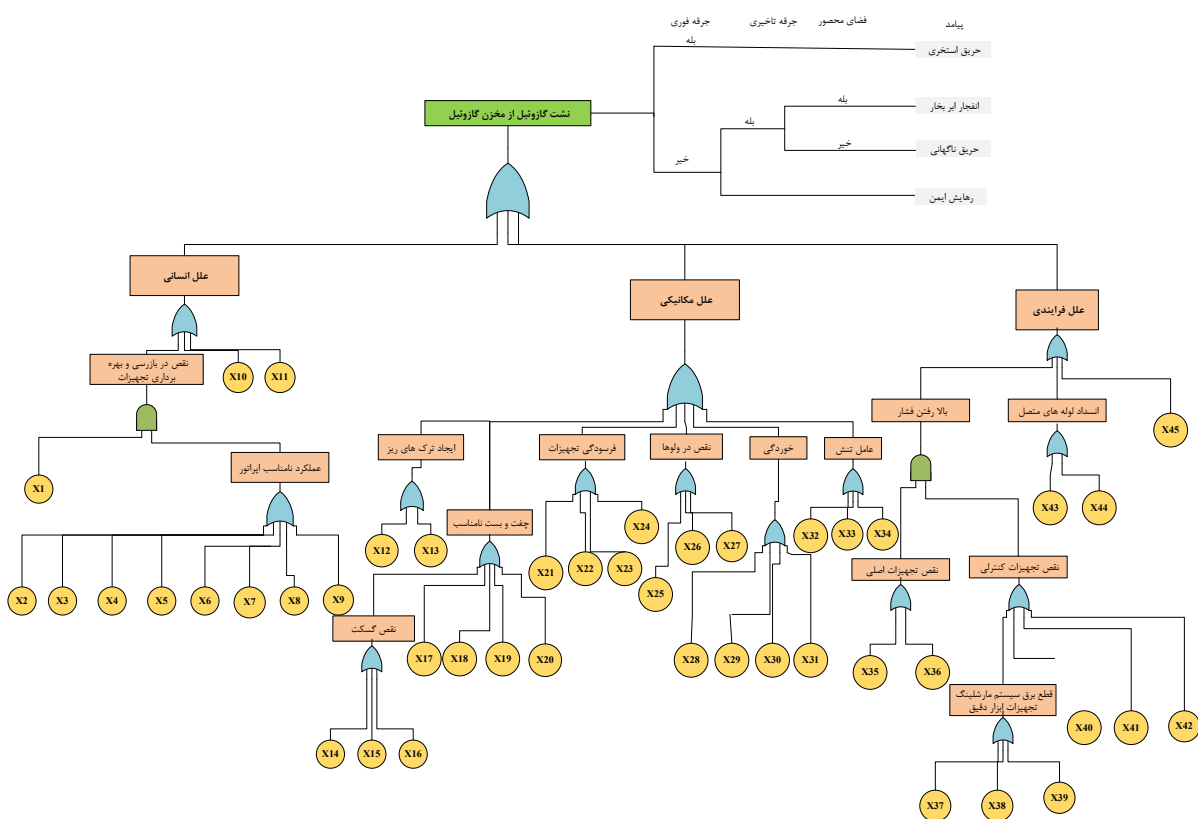 پیامد
فضای محصور
جرقه تاخیری
جرقه فوری
بله
حریق استخری
بله
انفجار ابر بخار
بله
خیر
حریق ناگهانی
خیر
رهایش ایمن
نشت گازوئیل از مخزن گازوئیل
علل انسانی
علل مکانیکی
علل فرایندی
نقص در بازرسی و بهره
برداری تجهیزات
X10
X11
بالا رفتن فشار
انسداد لوله های متصل
X45
ایجاد ترک های ریز
فرسودگی تجهیزات
نقص در ولوها
خوردگی
عامل تنش
X1
عملکرد نامناسب اپراتور
چفت و بست نامناسب
X12
X13
X21
X22
X23
X24
X25
X26
X27
X32
X33
X34
X43
X44
نقص تجهیزات اصلی
نقص تجهیزات کنترلی
X2
X3
X4
X5
X6
X7
X8
X9
نقص گسکت
X17
X18
X19
X20
X28
X29
X30
X31
X35
X36
قطع برق سیستم مارشلینگ
تجهیزات ابزار دقیق
X40
X41
X42
X14
X15
X16
X37
X38
X39